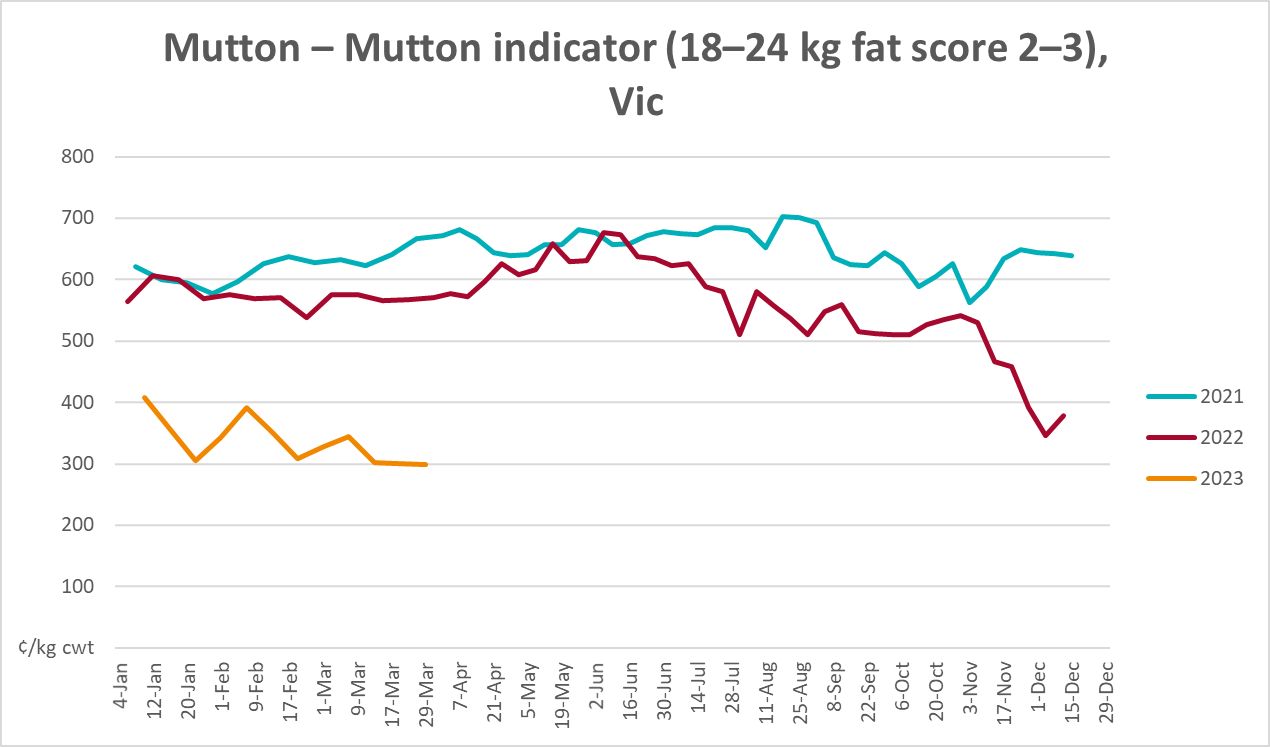 Mutton – Mutton indicator (18–24 kg fat score 2–3),
Vic
800
700
600
500
400
300
200
100
¢/kg cwt
4-Jan
12-Jan
20-Jan
1-Feb
9-Feb
17-Feb
1-Mar
9-Mar
17-Mar
29-Mar
7-Apr
21-Apr
5-May
19-May
2-Jun
16-Jun
30-Jun
14-Jul
28-Jul
11-Aug
25-Aug
8-Sep
22-Sep
6-Oct
20-Oct
3-Nov
17-Nov
1-Dec
15-Dec
29-Dec
2021
2022
2023